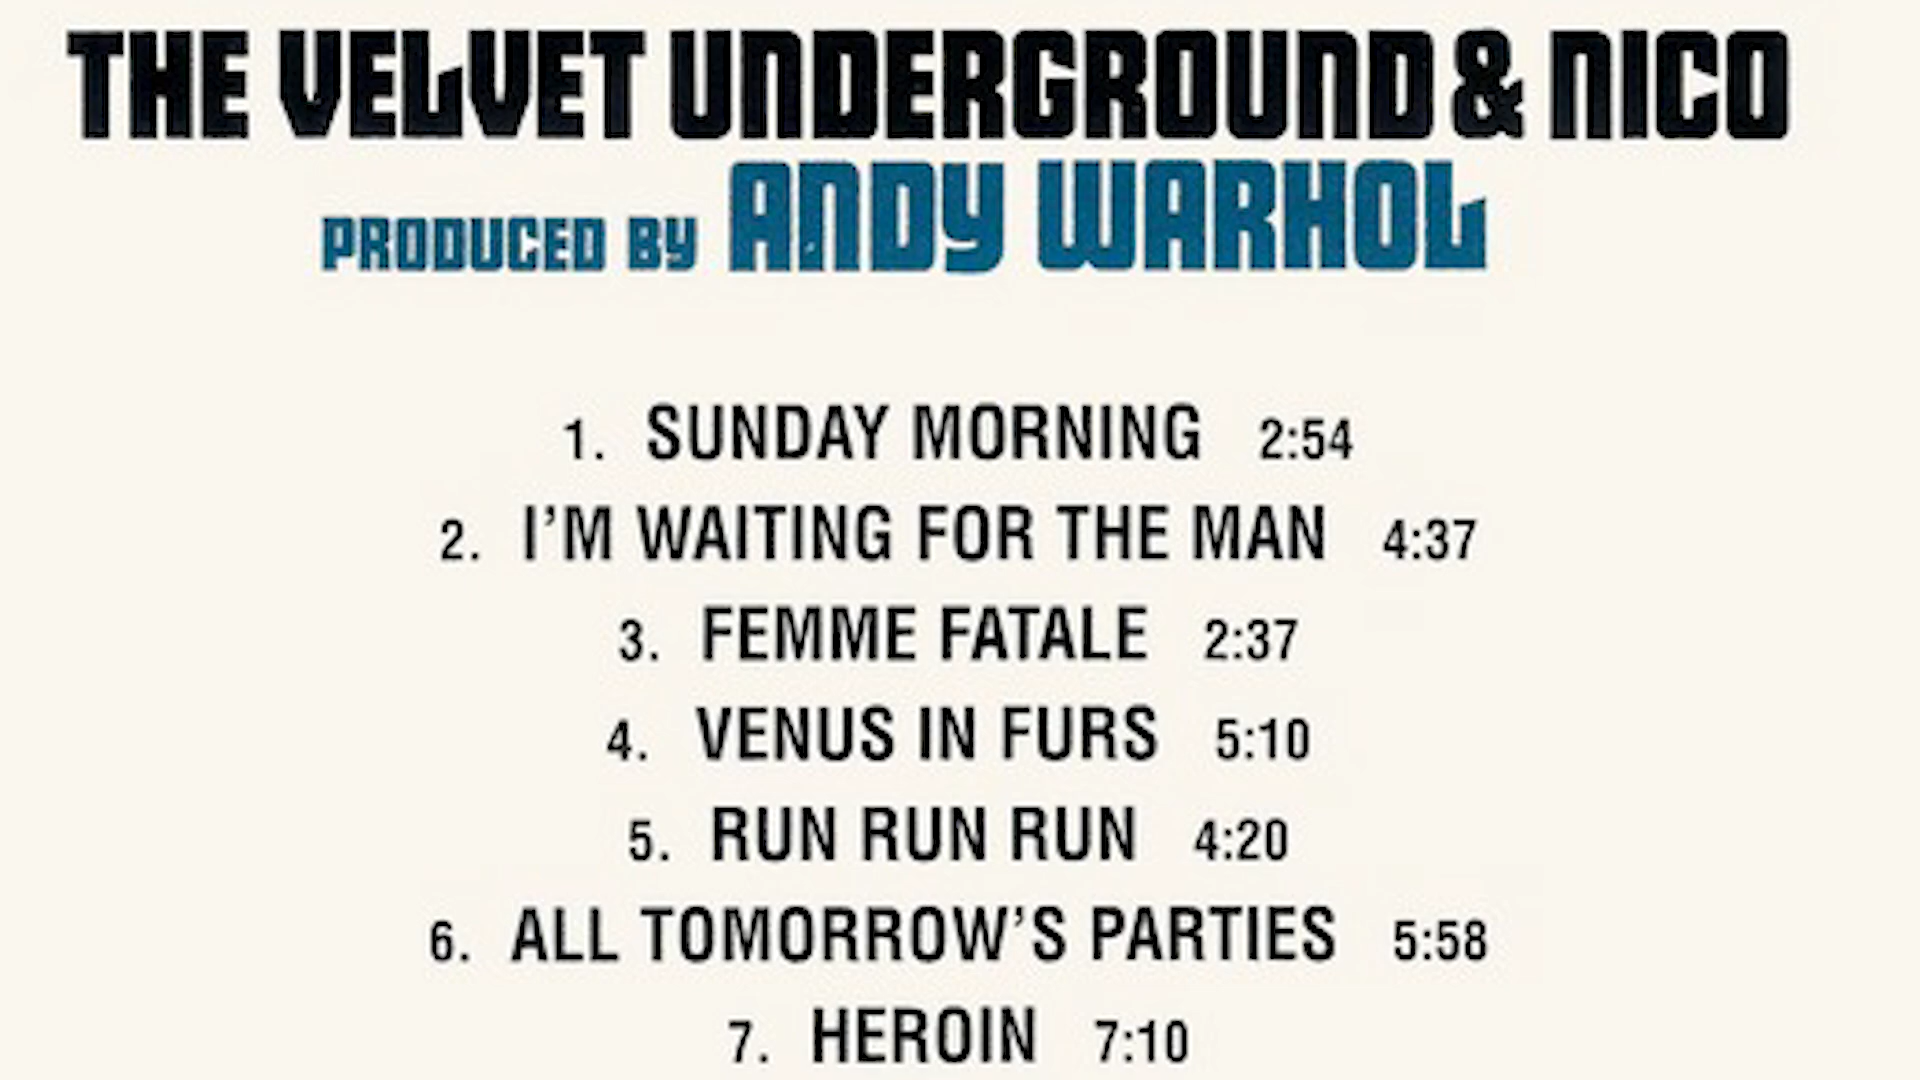 THE VELVET UNDERGROUND & NICO
PRODUCED BY ANDY WARHOL
1. SUNDAY MORNING 2:54
2. I’M WAITING FOR THE MAN 4:37
3. FEMME FATALE 2:37
4. VENUS IN FURS 5:10
5. RUN RUN RUN 4:20
6. ALL TOMORROW’S PARTIES 5:58
7. HEROIN 7:10